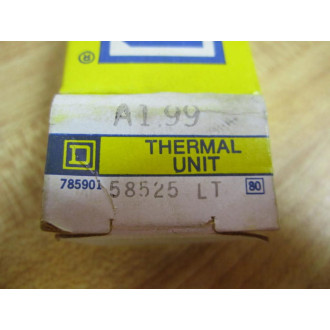 ®
A1.99
D
THERMAL
UNIT
785901 58525 LT 80